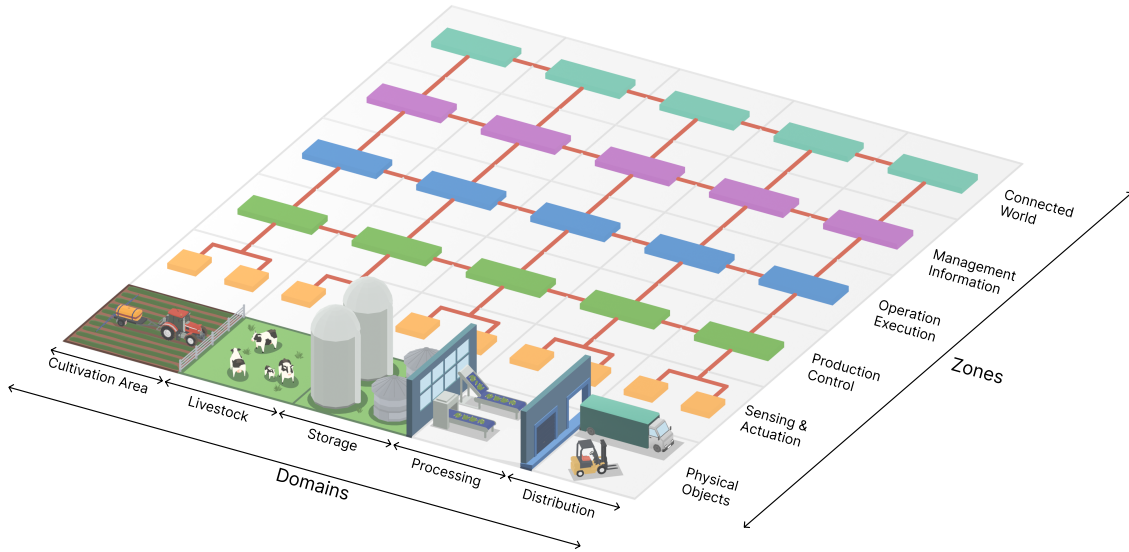 Connected
World
Management
Information
Operation
Execution
Production
Control
Sensing &
Actuation
Physical
Objects
Zones
Cultivation Area
Livestock
Storage
Processing
Distribution
Domains